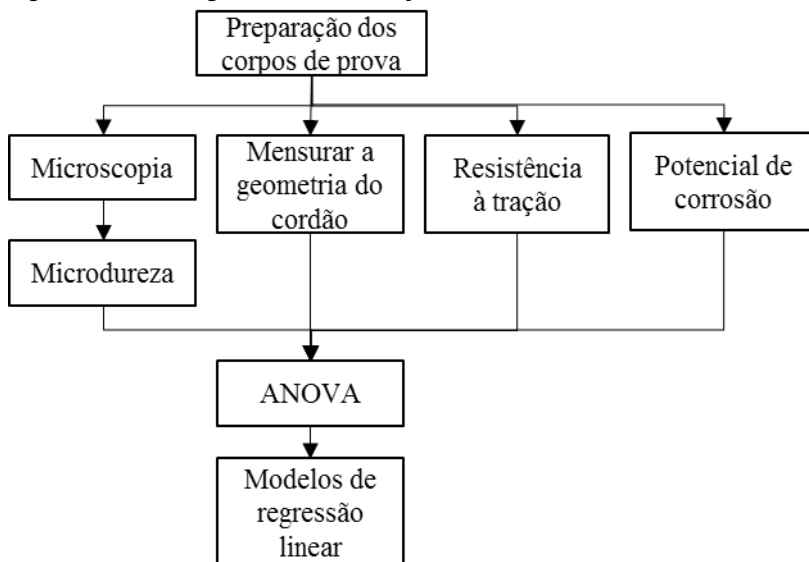 Preparação dos
corpos de prova
Microscopia
Mensurar a
geometria do
cordão
Resistência
à tração
Potencial de
corrosão
Microdureza
ANOVA
Modelos de
regressão
linear